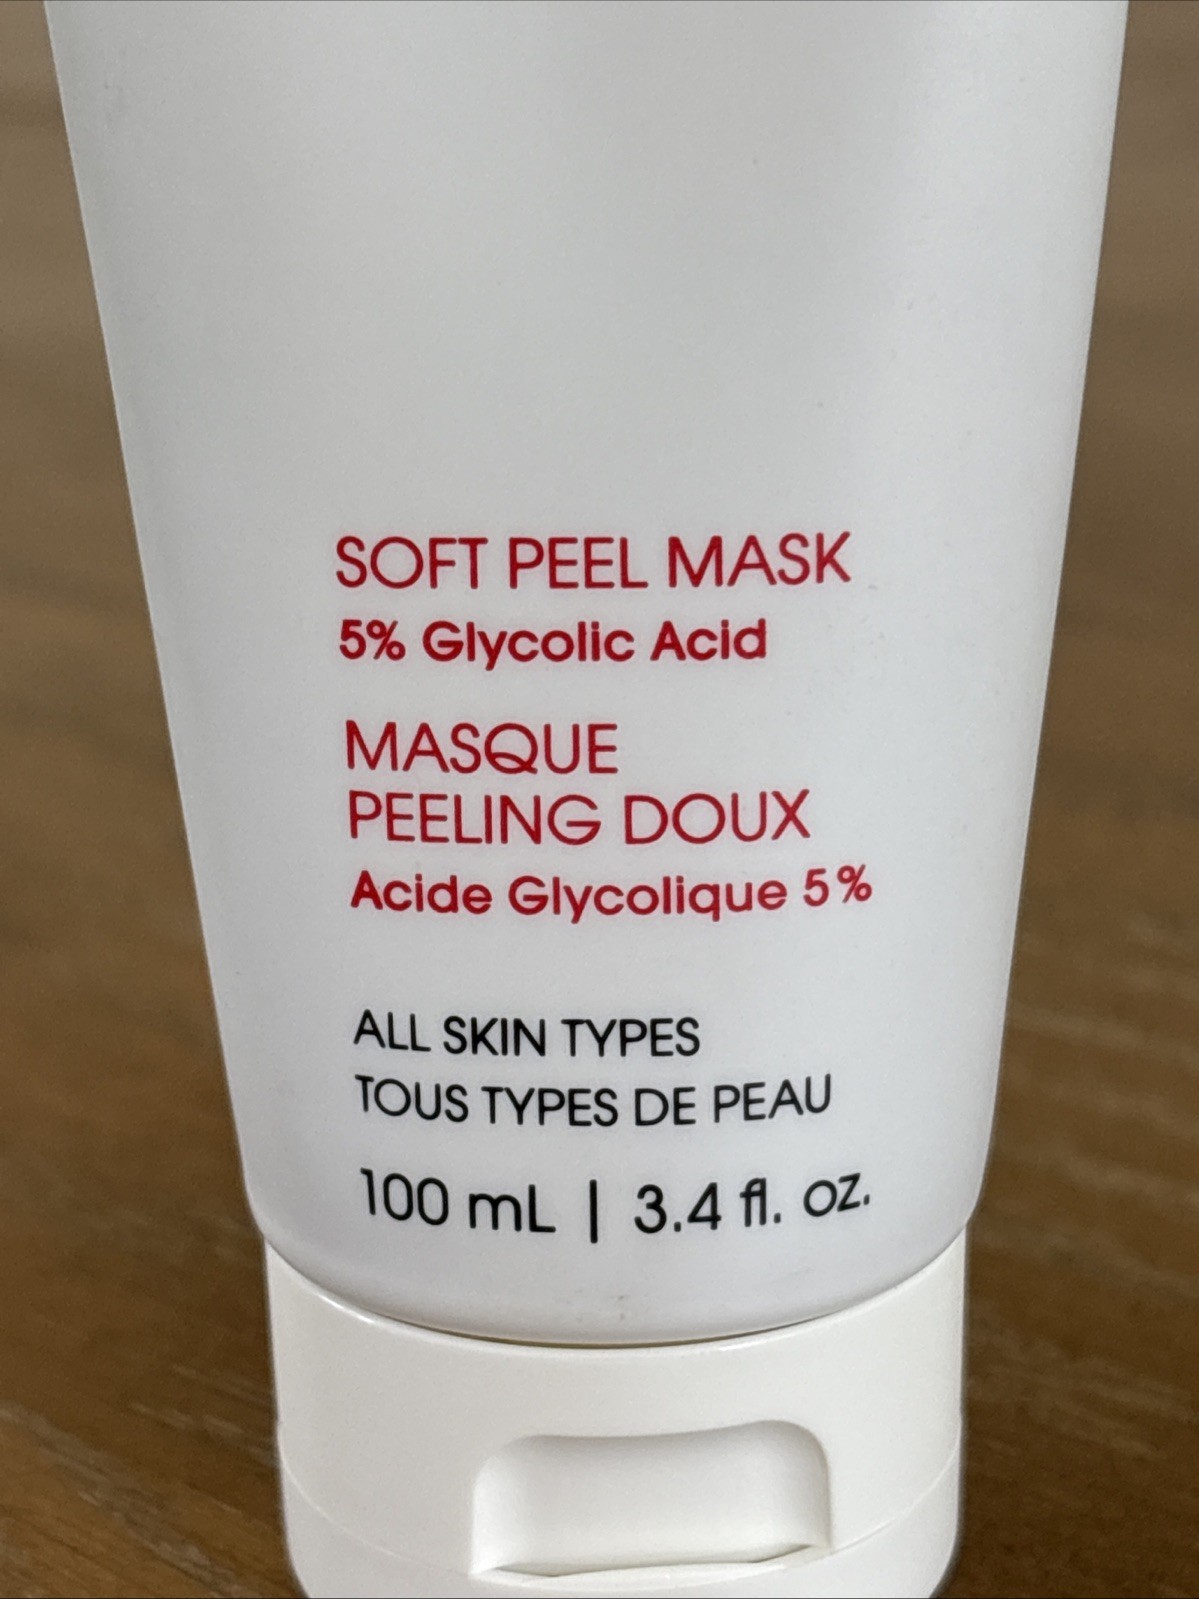 SOFT PEEL MASK
5% Glycolic Acid
MASQUE
PEELING DOUX
Acide Glycolique 5%
ALL SKIN TYPES
TOUS TYPES DE PEAU
100 mL | 3.4 fl. oz.